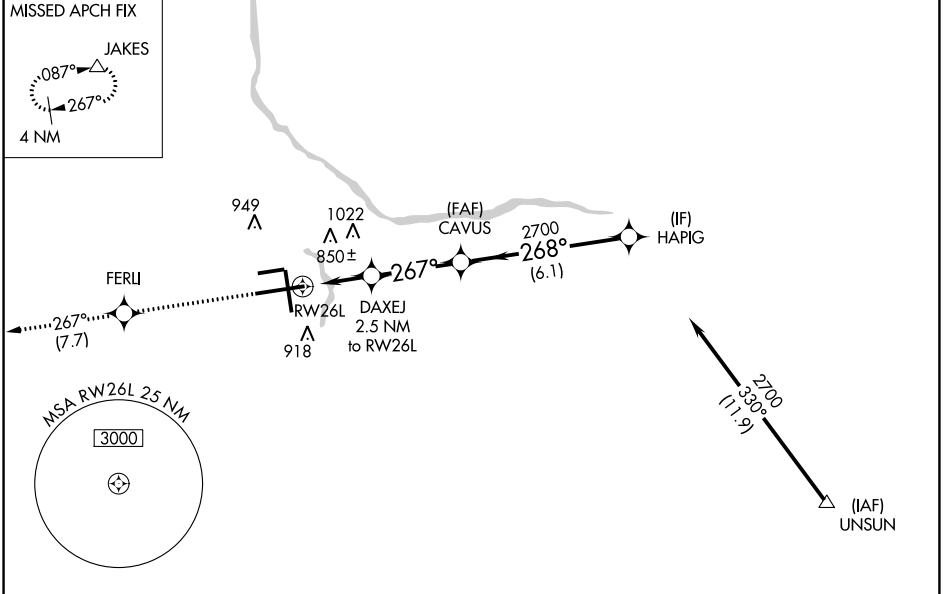 MISSED APCH FIX
JAKES
087°
267°
4 NM
949
1022
850±
(FAF)
CAVUS
2700
268°
(6.1)
(IF)
HAPIG
267°
FERLI
RW26L
DAXEJ
2.5 NM
to RW26L
918
267°
(7.7)
MSA RW26L 25 NM
3000
2700
330°
(11.9)
(IAF)
UNSUN